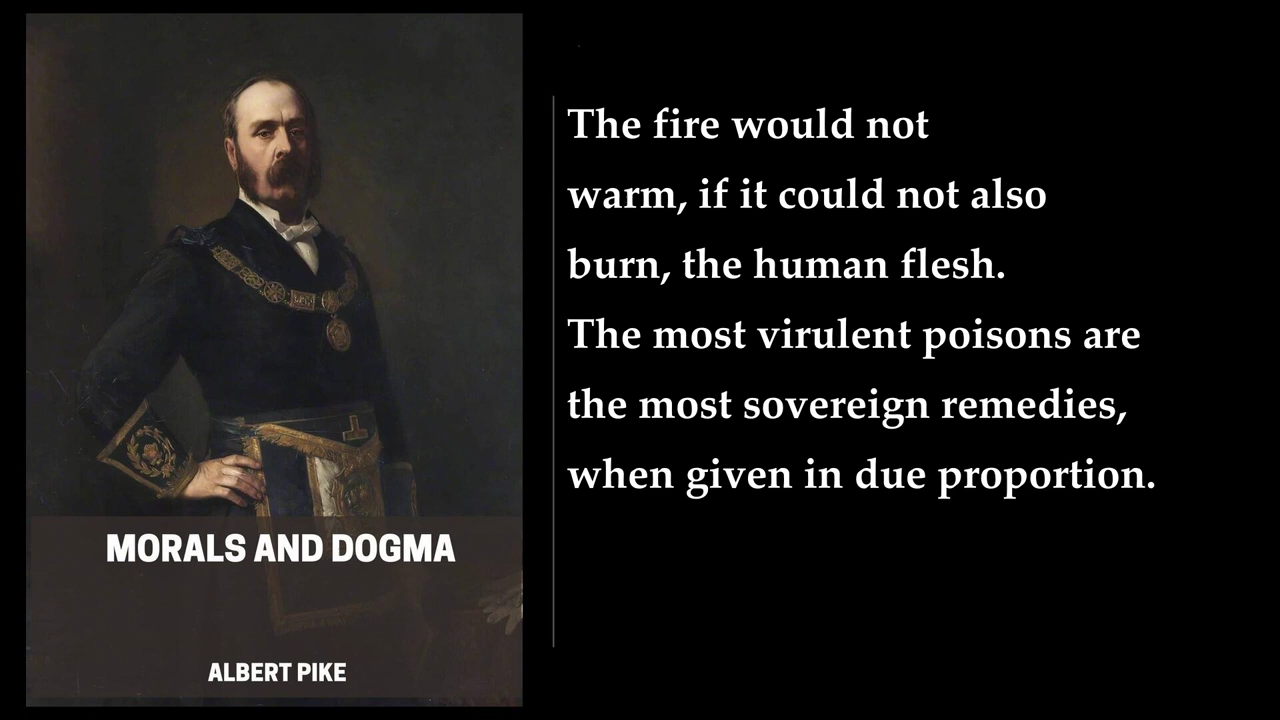 MORALS AND DOGMA
ALBERT PIKE
The fire would not
warm, if it could not also
burn, the human flesh.
The most virulent poisons are
the most sovereign remedies,
when given in due proportion.